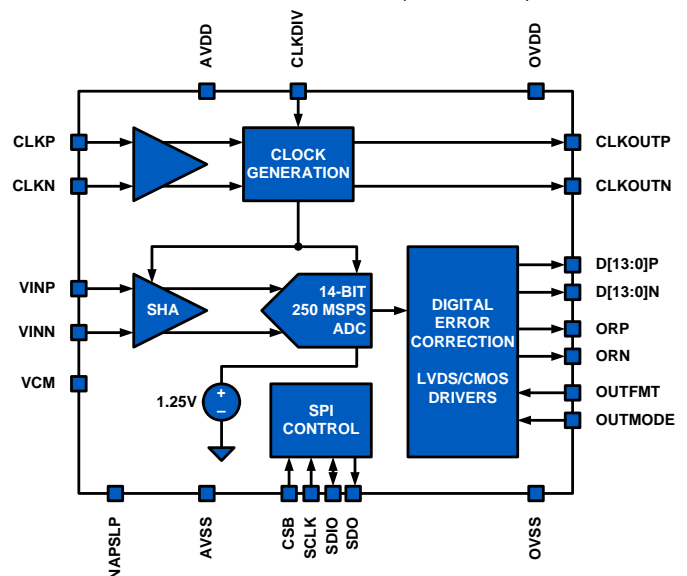 AVDD
CLKDIV
OVDD
CLKP
CLKN
CLOCK
GENERATION
CLKOUTP
CLKOUTN
VINP
VINN
VCM
SHA
14-BIT
250 MSPS
ADC
1.25V
+
−
DIGITAL
ERROR
CORRECTION
LVDS/CMOS
DRIVERS
D[13:0]P
D[13:0]N
ORP
ORN
OUTFMT
OUTMODE
SPI
CONTROL
NAPSLP
AVSS
CSB
SCLK
SDIO
SDO
OVSS